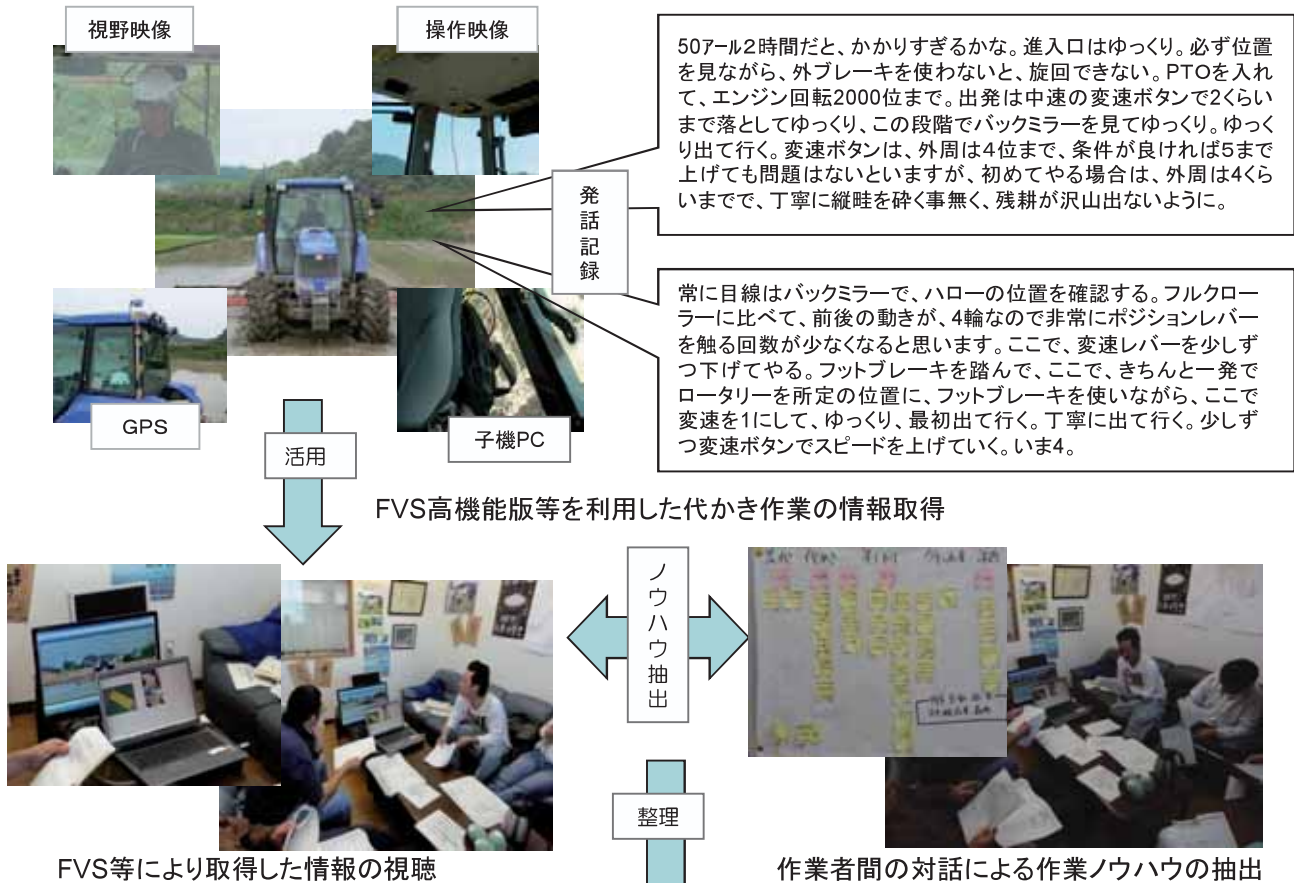 視野映像
操作映像
GPS
子機PC
発話記録
50アール2時間だと、かかりすぎるかな。進入口はゆっくり。必ず位置
を見ながら、外ブレーキを使わないと、旋回できない。PTOを入れ
て、エンジン回転2000位まで。出発は中速の変速ボタンで2くらい
まで落としてゆっくり、この段階でバックミラーを見てゆっくり。ゆっく
り出て行く。変速ボタンは、外周は4位まで、条件が良ければ5まで
上げても問題はないといますが、初めてやる場合は、外周は4くら
いまでで、丁寧に縦畦を砕く事無く、残耕が沢山出ないように。
常に目線はバックミラーで、ハローの位置を確認する。フルクロー
ラーに比べて、前後の動きが、4輪なので非常にポジションレバー
を触る回数が少なくなると思います。ここで、変速レバーを少しず
つ下げてやる。フットブレーキを踏んで、ここで、きちんと一発で
ロータリーを所定の位置に、フットブレーキを使いながら、ここで
変速を1にして、ゆっくり、最初出て行く。丁寧に出て行く。少しず
つ変速ボタンでスピードを上げていく。いま4。
活用
FVS高機能版等を利用した代かき作業の情報取得
ノウハウ抽出
整理
FVS等により取得した情報の視聴
作業者間の対話による作業ノウハウの抽出